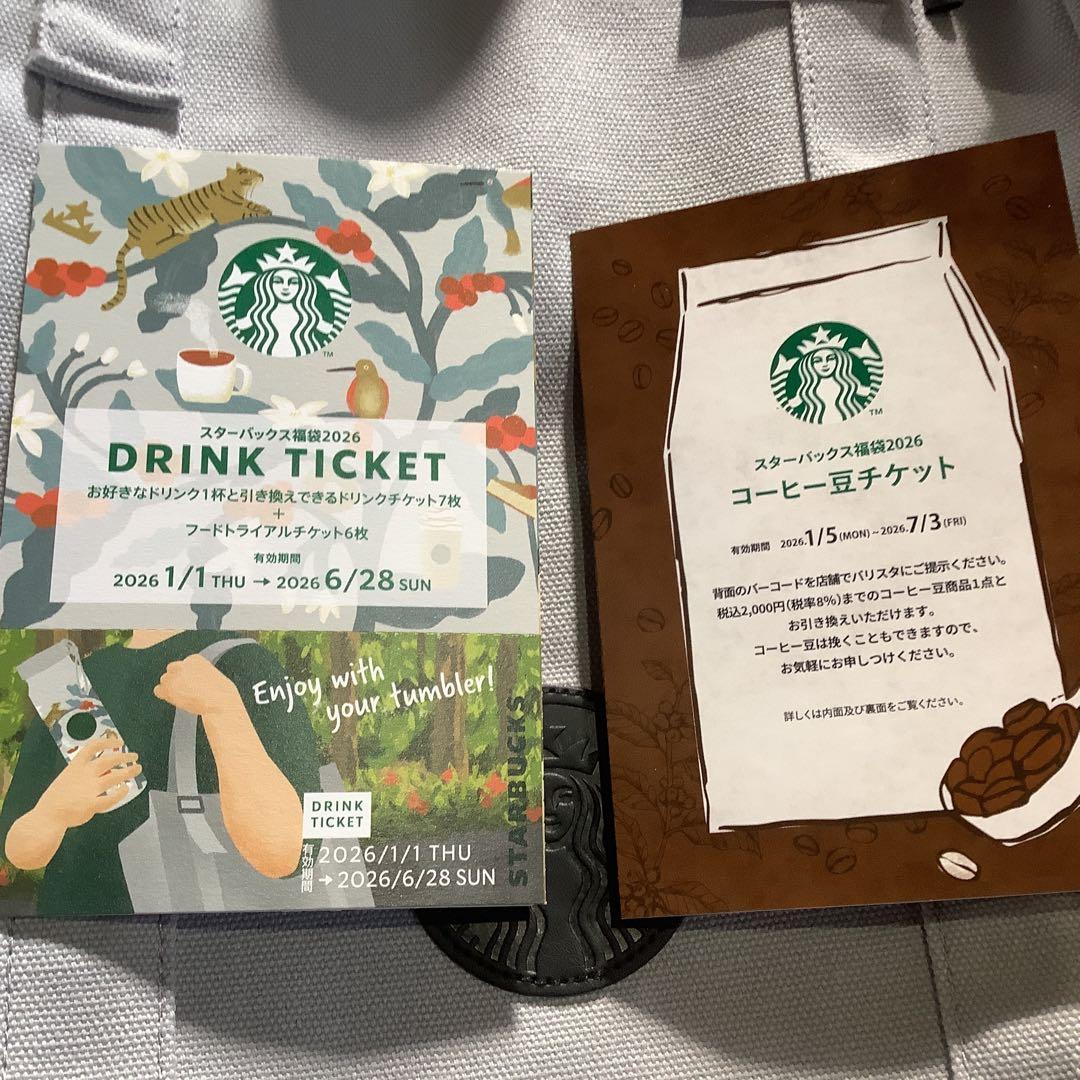 スターバックス福袋2026
DRINK TICKET
お好きなドリンク1杯と引き換えできるドリンクチケット7枚
+
フードトライアルチケット6枚
有効期間
2026 1/1 THU → 2026 6/28 SUN
Enjoy with
your tumbler!
STARBUCKS
DRINK
TICKET
有効期間
2026/1/1 THU
→ 2026/6/28 SUN
TM
TM
スターバックス福袋2026
コーヒー豆チケット
有効期間 2026.1/5(MON)~2026.7/3(FRI)
背面のバーコードを店舗でバリスタにご提示ください。
税込2,000円(税率8%)までのコーヒー豆商品1点と
お引き換えいただけます。
コーヒー豆は挽くこともできますので、
お気軽にお申しつけください。
詳しくは内面及び裏面をご覧ください。